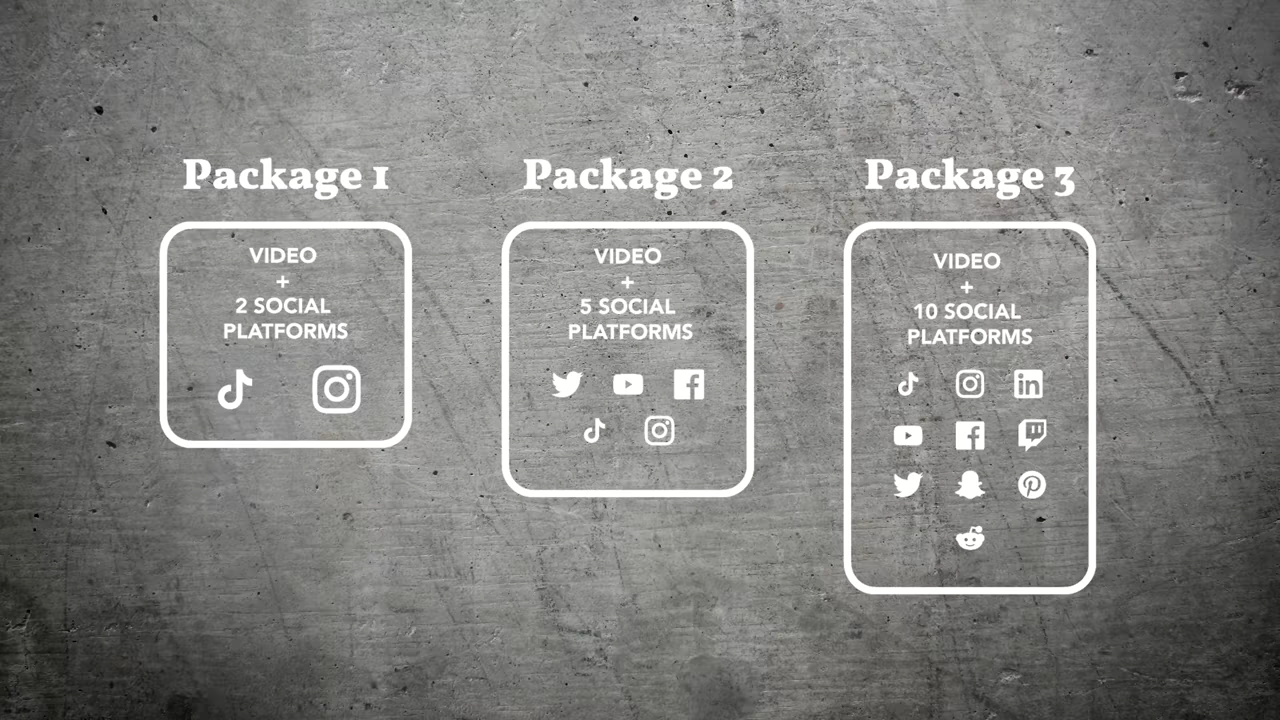 Package 1
VIDEO
+
2 SOCIAL
PLATFORMS
Package 2
VIDEO
+
5 SOCIAL
PLATFORMS
Package 3
VIDEO
+
10 SOCIAL
PLATFORMS